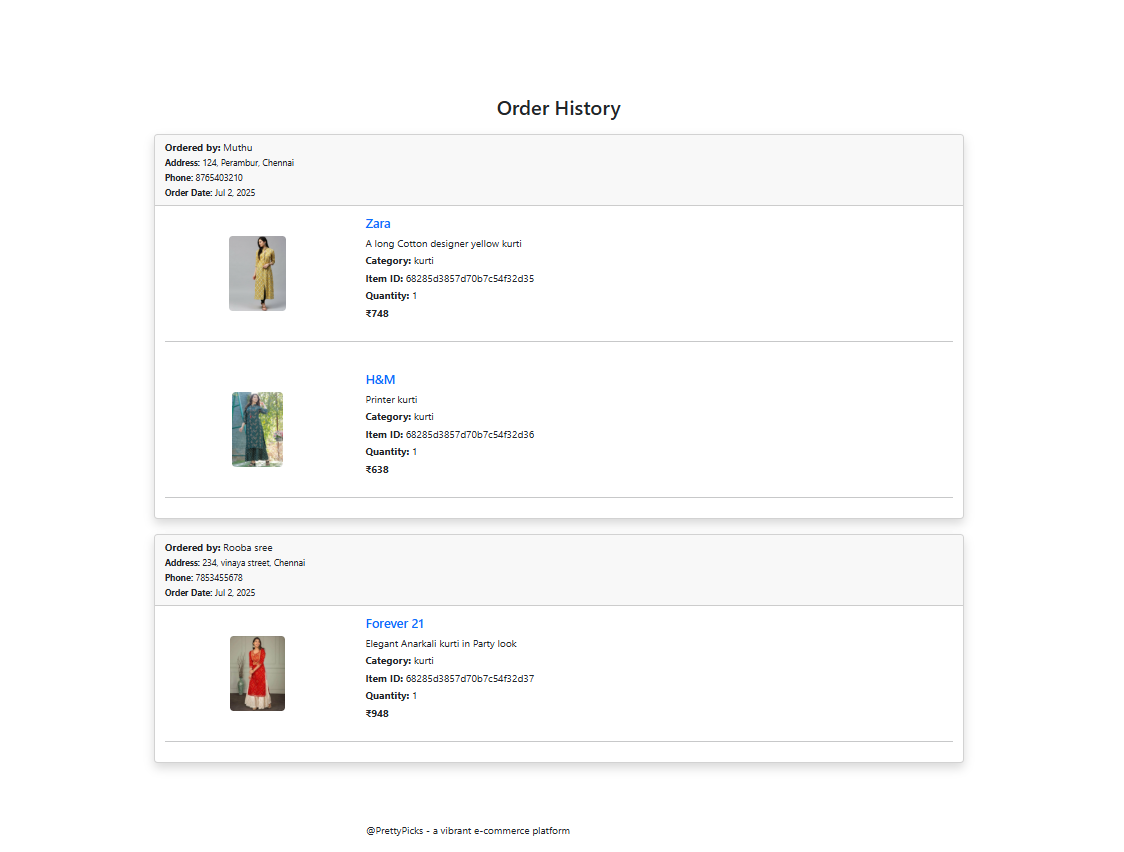 Order History
Ordered by: Muthu
Address: 124, Perambur, Chennai
Phone: 8765403210
Order Date: Jul 2, 2025
Zara
A long Cotton designer yellow kurti
Category: kurti
Item ID: 68285d3857d70b7c54f32d35
Quantity: 1
₹748
H&M
Printer kurti
Category: kurti
Item ID: 68285d3857d70b7c54f32d36
Quantity: 1
₹638
Ordered by: Rooba sree
Address: 234, vinaya street, Chennai
Phone: 7853455678
Order Date: Jul 2, 2025
Forever 21
Elegant Anarkali kurti in Party look
Category: kurti
Item ID: 68285d3857d70b7c54f32d37
Quantity: 1
₹948
@PrettyPicks - a vibrant e-commerce platform